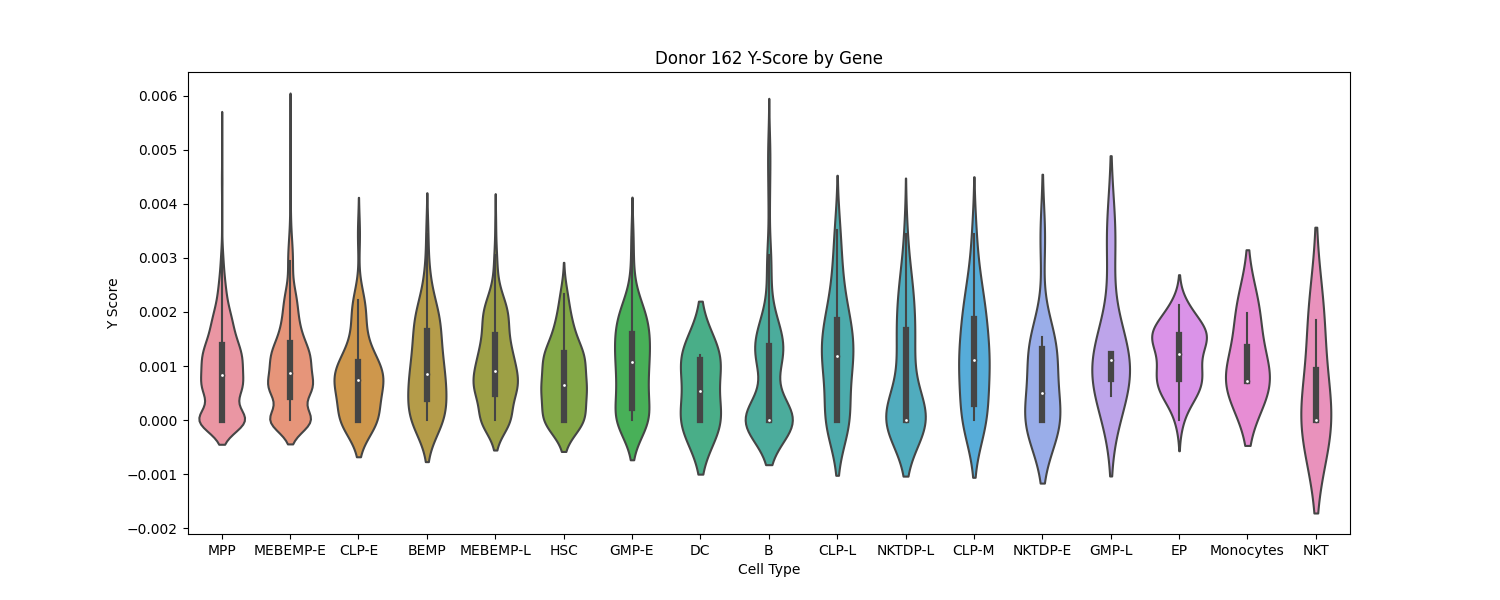 Donor 162 Y-Score by Gene
Y Score
0.006
0.005
0.004
0.003
0.002
0.001
0.000
−0.001
−0.002
MPP MEBEMP-E CLP-E BEMP MEBEMP-L HSC GMP-E DC B CLP-L NKTDP-L CLP-M NKTDP-E GMP-L EP Monocytes NKT
Cell Type